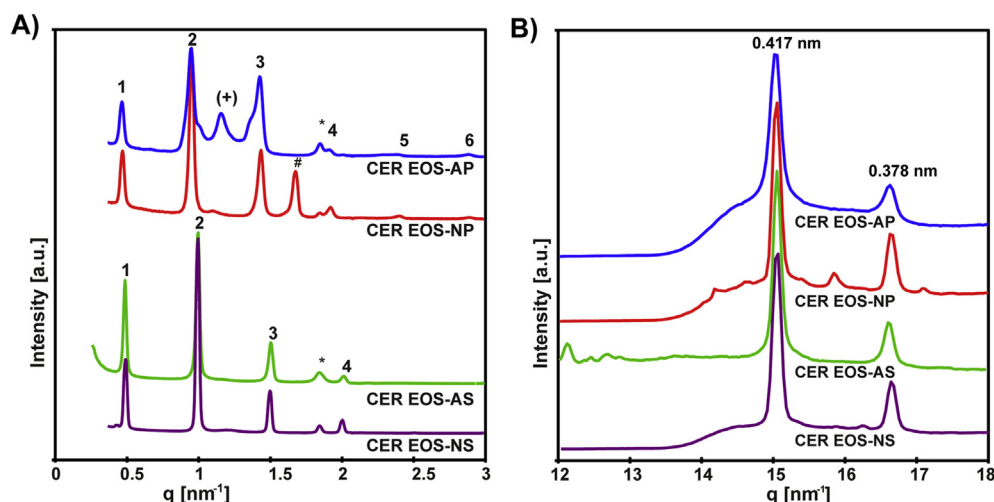 A)
Intensity [a.u.]
1
2
(+)
3
* 4
5
6
CER EOS-AP
#
CER EOS-NP
1
2
3
* 4
CER EOS-AS
CER EOS-NS
0 0.5 1 1.5 2 2.5 3
q [nm-1]
B)
Intensity [a.u.]
0.417 nm
0.378 nm
CER EOS-AP
CER EOS-NP
CER EOS-AS
CER EOS-NS
12 13 14 15 16 17 18
q [nm-1]